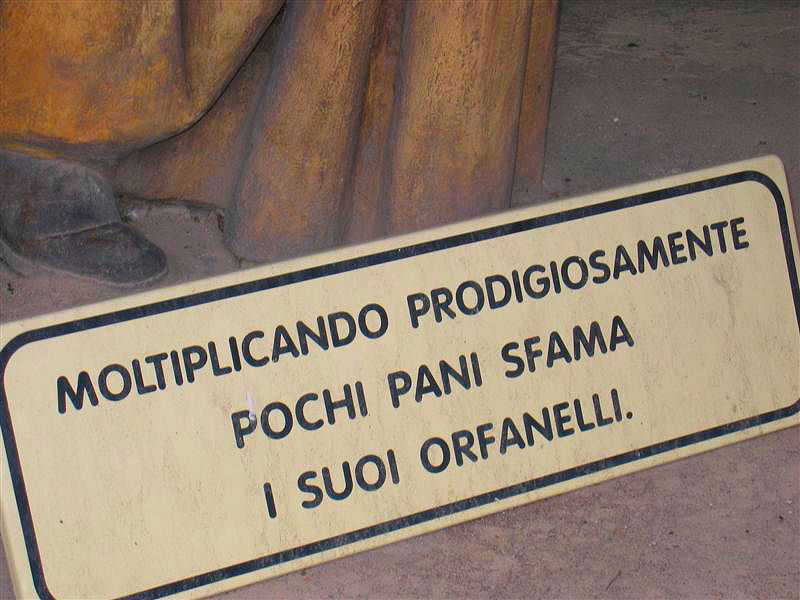 MOLTIPLICANDO PRODIGIOSAMENTE
POCHI PANI SFAMA
I SUOI ORFANELLI.